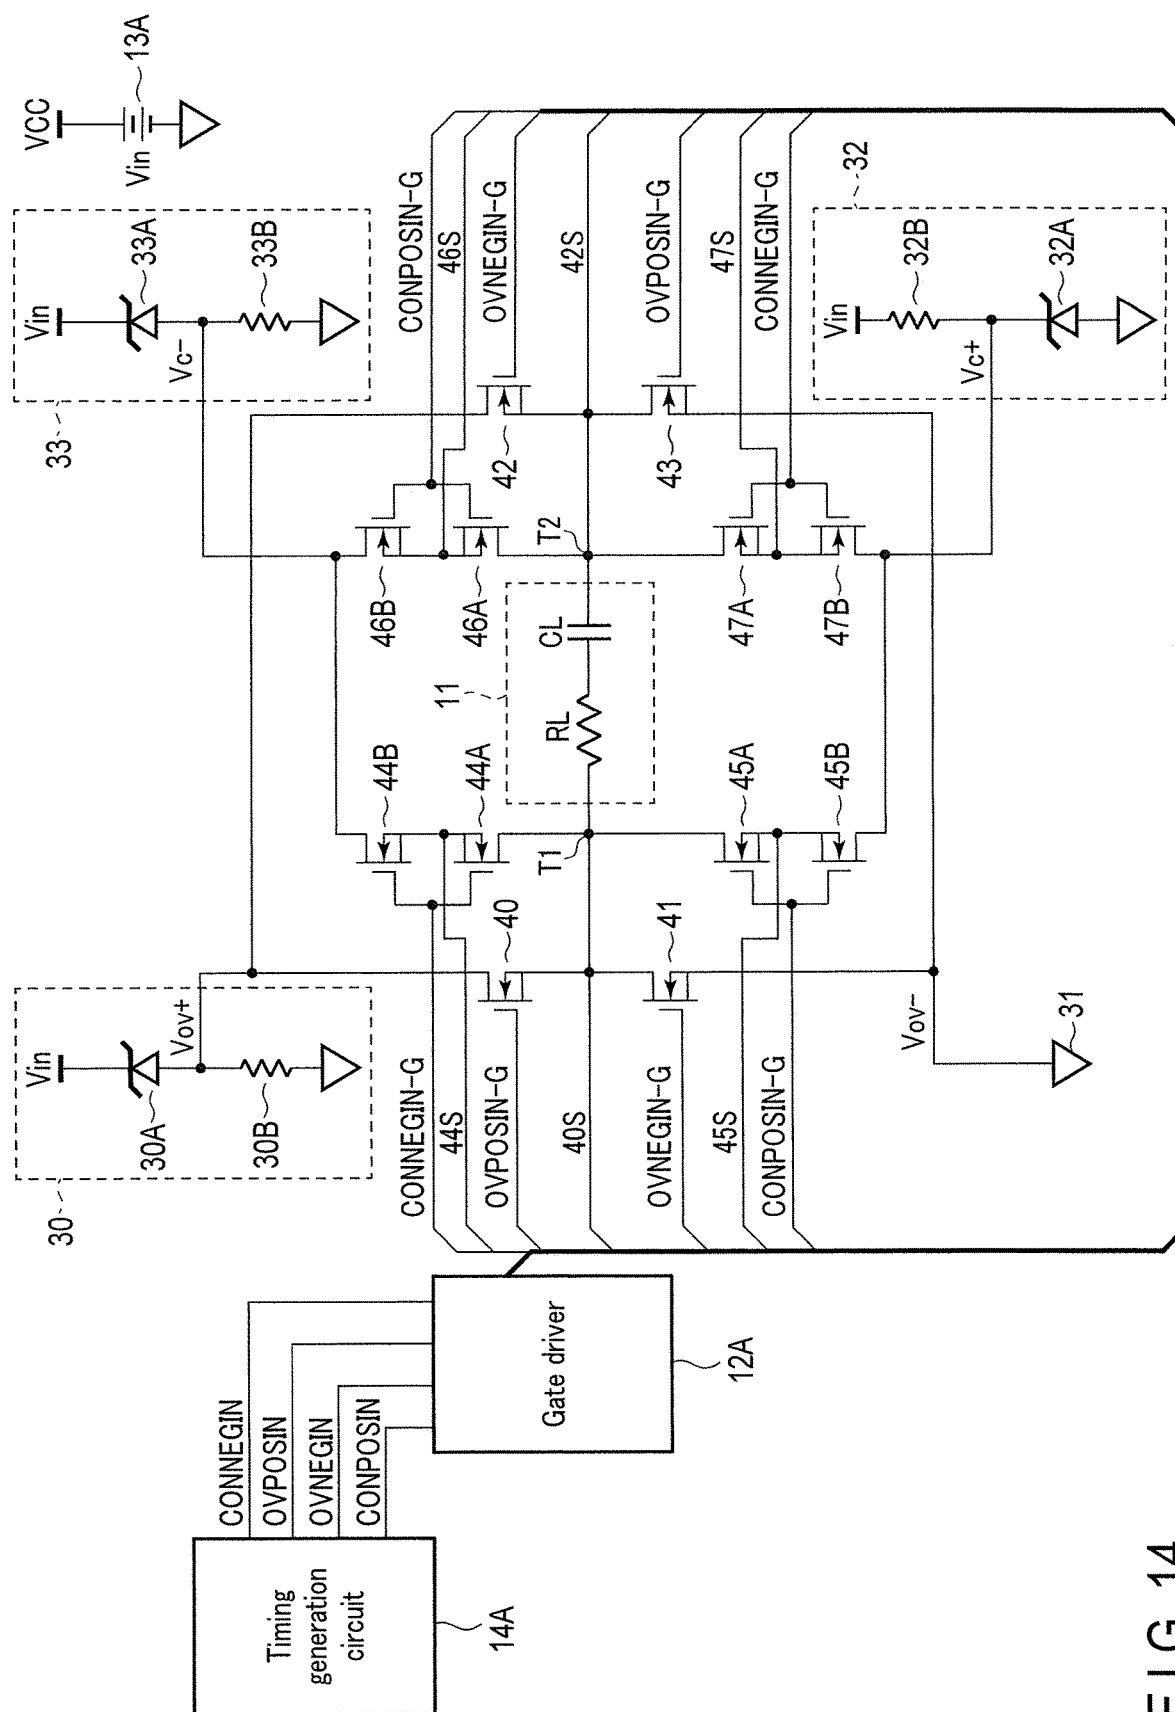 VCC
Vin
13A
33
Vin
33A
33B
Vc−
30
Vin
30A
30B
Vov+
CONNEGIN-G
44S
OVPOSIN-G
40S
OVNEGIN-G
45S
CONPOSIN-G
CONPOSIN-G
46S
OVNEGIN-G
42S
OVPOSIN-G
47S
CONNEGIN-G
44B
44A
40
41
45A
45B
46B
46A
42
43
47A
47B
T1
T2
11
RL
CL
32
Vin
32B
32A
Vc+
Vov−
31
Timing
generation
circuit
14A
CONNEGIN
OVPOSIN
OVNEGIN
CONPOSIN
Gate driver
12A
FIG. 14